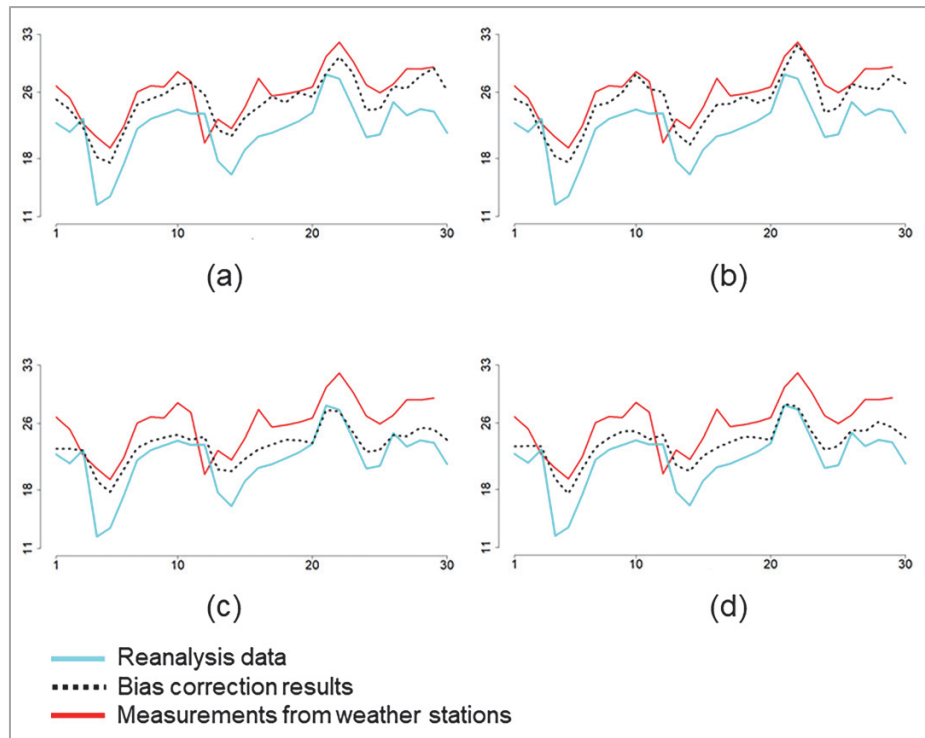 33
26
18
11
1 10 20 30
(a)
33
26
18
11
1 10 20 30
(b)
33
26
18
11
1 10 20 30
(c)
33
26
18
11
1 10 20 30
(d)
Reanalysis data
Bias correction results
Measurements from weather stations